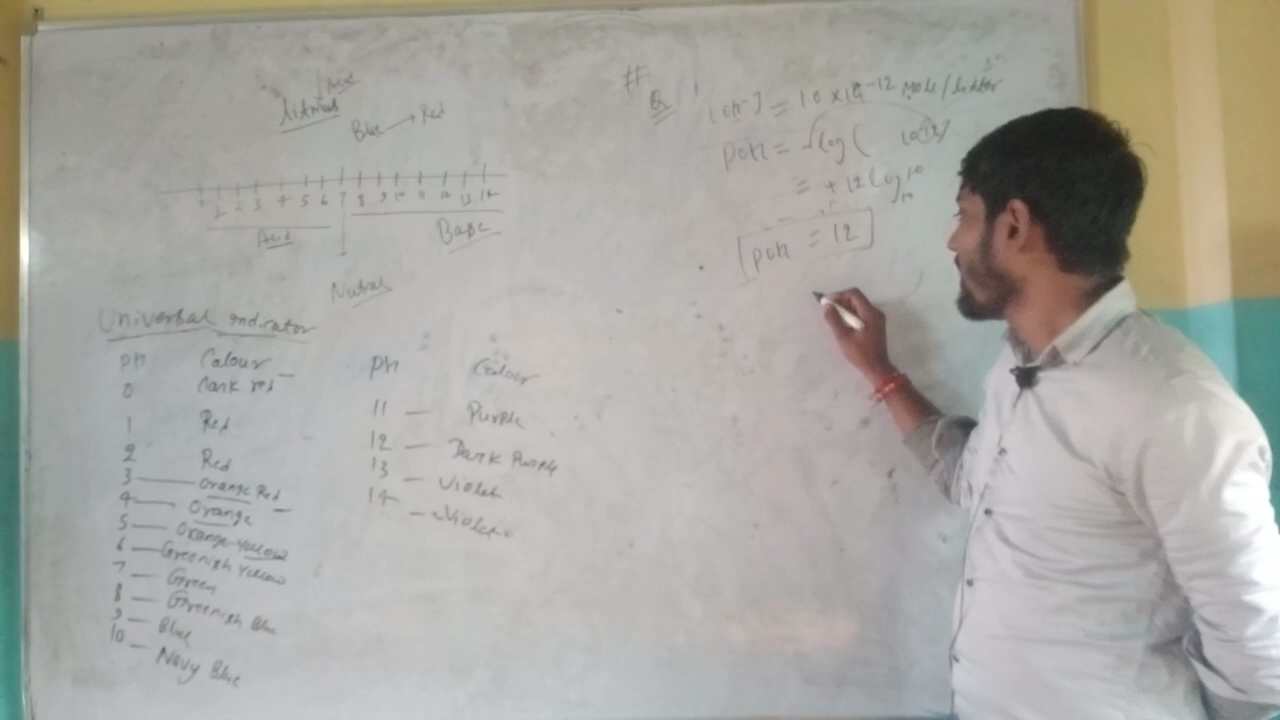 Acid
litmus
Blue → Red
0 1 2 3 4 5 6 7 8 9 10 11 12 13 14
Acid
Base
Nutral
Univerbal indicator
PH Colour
0 Dark red
1 Red
2 Red
3 — Orange Red
4 — Orange
5 — Orange Yellow
6 — Greenish Yellow
7 — Green
8 — Greenish Blue
9 — Blue
10 — Navy Blue
PH Colour
11 — Purple
12 — Dark Purple
13 — Violet
14 — Violet
#
Q
[OH⁻] = 10 × 10⁻¹² Mole/litter
POH = -log( 10⁻¹²)
= +12 log₁₀10
POH = 12